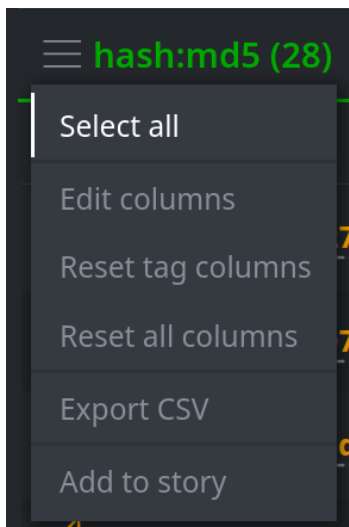 hash:md5 (28)
Select all
Edit columns
Reset tag columns
Reset all columns
Export CSV
Add to story